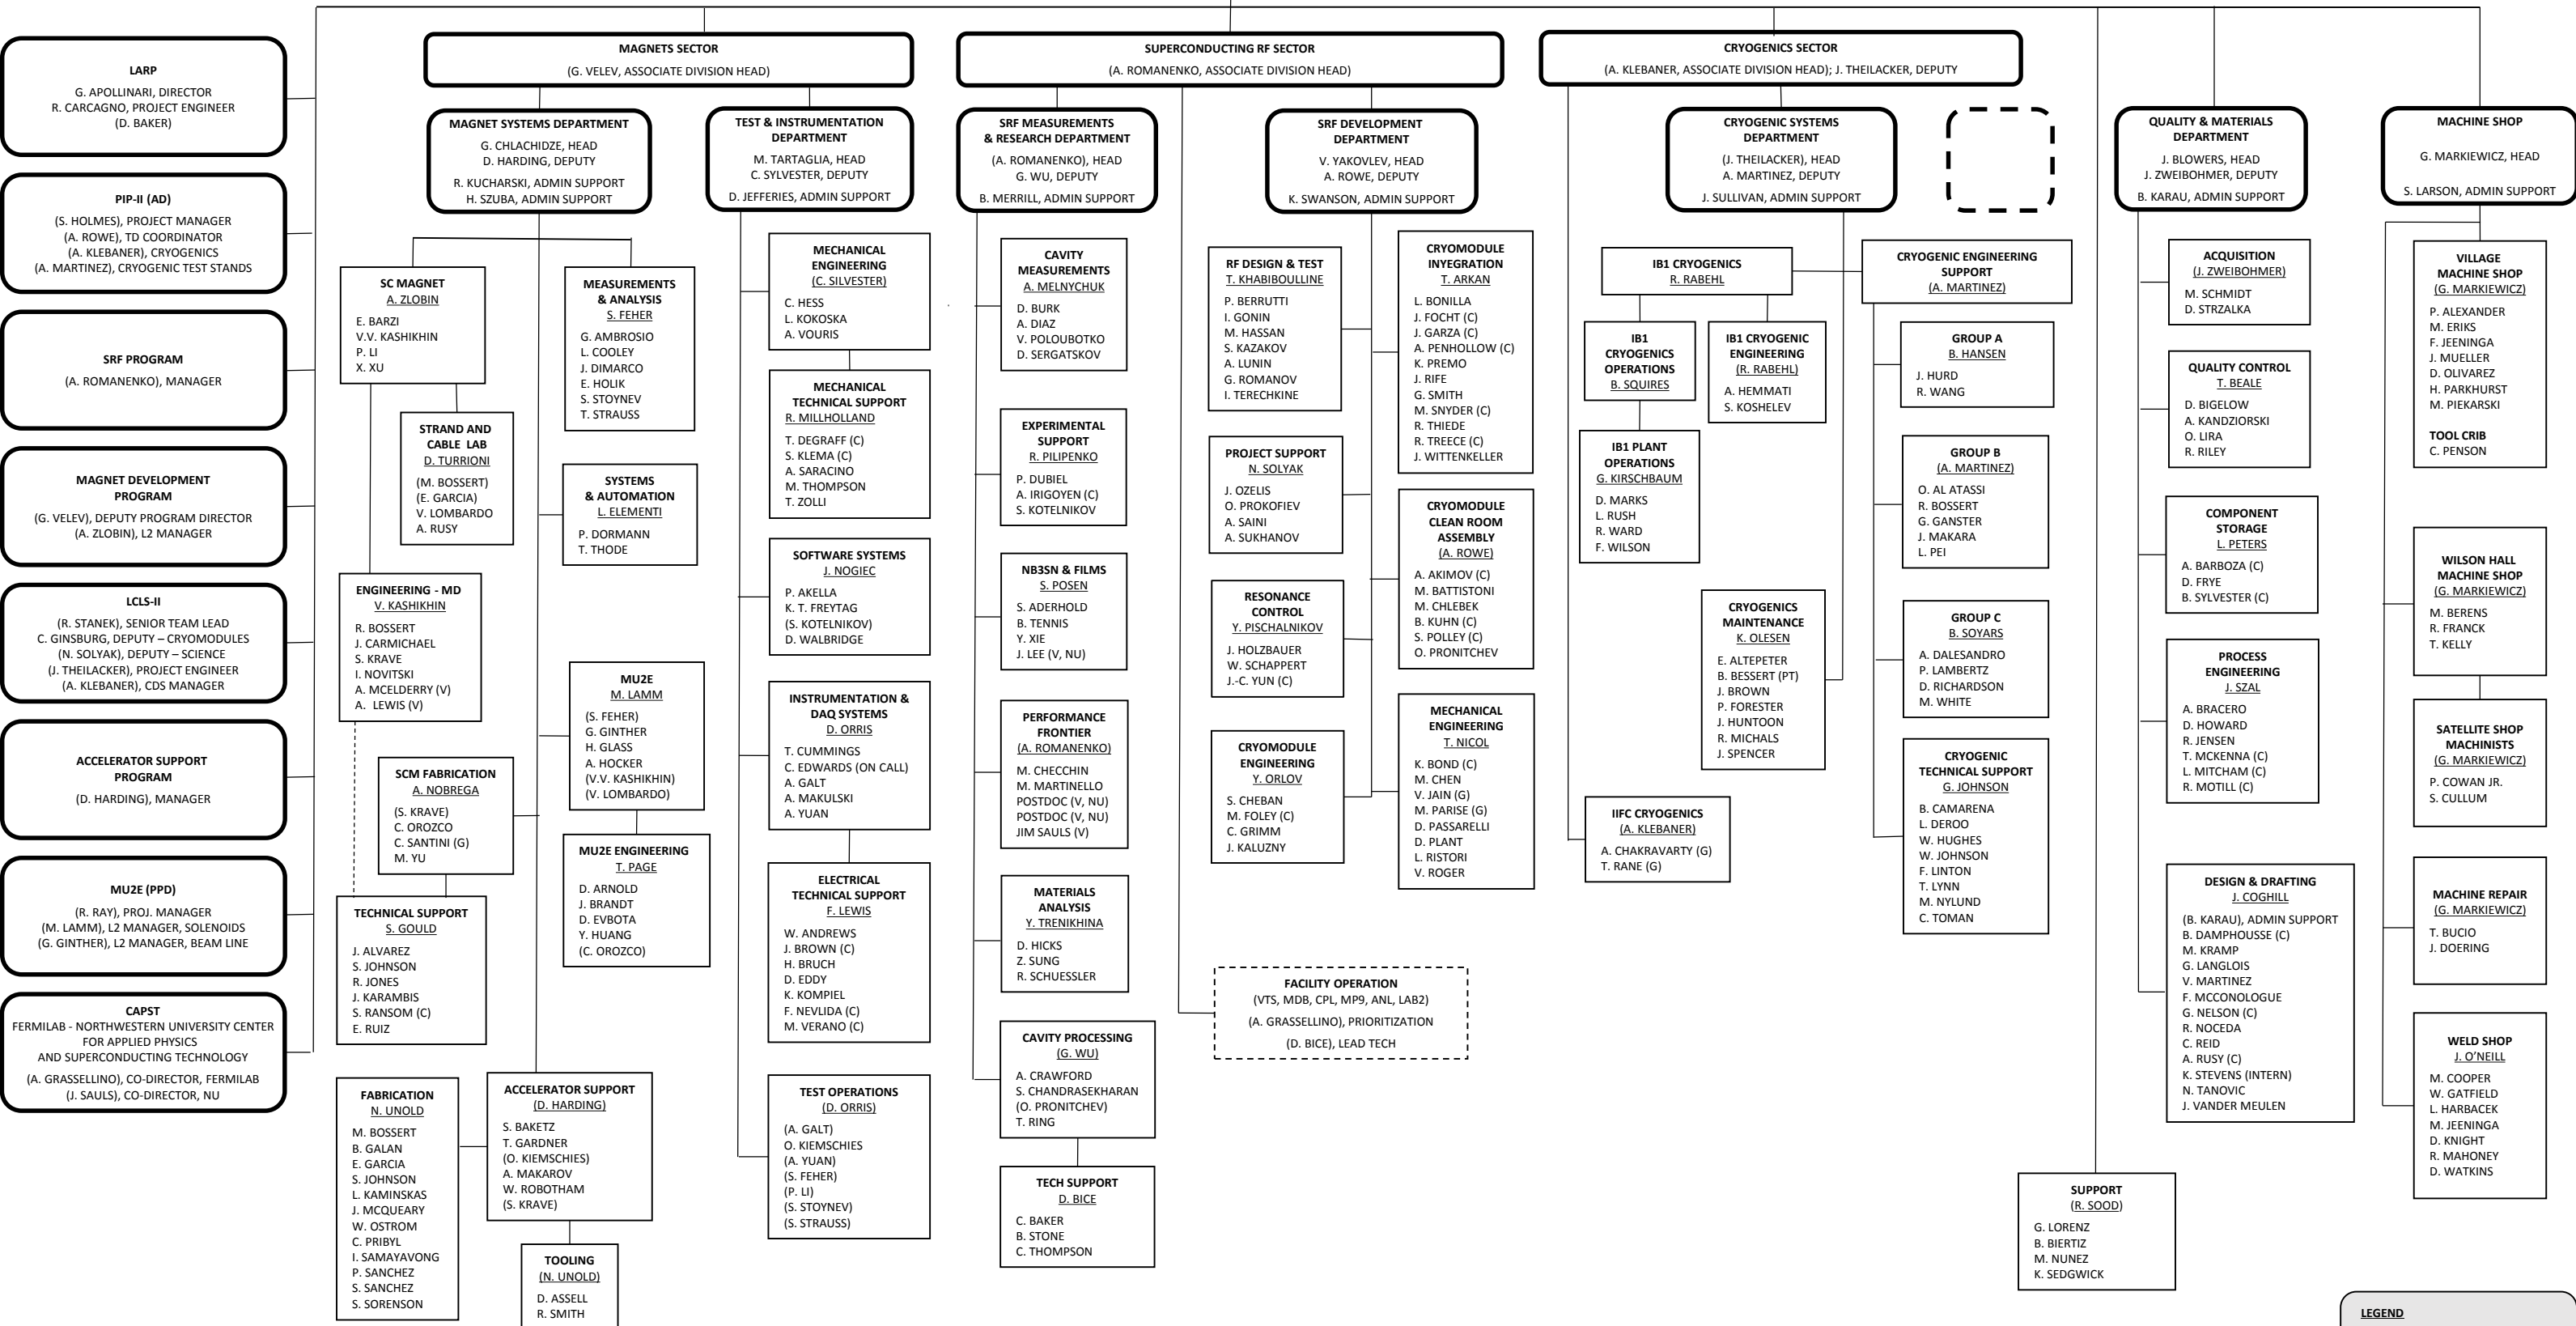 LARP
G. APOLLINARI, DIRECTOR
R. CARCAGNO, PROJECT ENGINEER
(D. BAKER)
PIP-II (AD)
(S. HOLMES), PROJECT MANAGER
(A. ROWE), TD COORDINATOR
(A. KLEBANER), CRYOGENICS
(A. MARTINEZ), CRYOGENIC TEST STANDS
SRF PROGRAM
(A. ROMANENKO), MANAGER
MAGNET DEVELOPMENT
PROGRAM
(G. VELEV), DEPUTY PROGRAM DIRECTOR
(A. ZLOBIN), L2 MANAGER
LCLS-II
(R. STANEK), SENIOR TEAM LEAD
C. GINSBURG, DEPUTY – CRYOMODULES
(N. SOLYAK), DEPUTY – SCIENCE
(J. THEILACKER), PROJECT ENGINEER
(A. KLEBANER), CDS MANAGER
ACCELERATOR SUPPORT
PROGRAM
(D. HARDING), MANAGER
MU2E (PPD)
(R. RAY), PROJ. MANAGER
(M. LAMM), L2 MANAGER, SOLENOIDS
(G. GINTHER), L2 MANAGER, BEAM LINE
CAPST
FERMILAB - NORTHWESTERN UNIVERSITY CENTER
FOR APPLIED PHYSICS
AND SUPERCONDUCTING TECHNOLOGY
(A. GRASSELLINO), CO-DIRECTOR, FERMILAB
(J. SAULS), CO-DIRECTOR, NU
MAGNETS SECTOR
(G. VELEV, ASSOCIATE DIVISION HEAD)
MAGNET SYSTEMS DEPARTMENT
G. CHLACHIDZE, HEAD
D. HARDING, DEPUTY
R. KUCHARSKI, ADMIN SUPPORT
H. SZUBA, ADMIN SUPPORT
SC MAGNET
A. ZLOBIN
E. BARZI
V.V. KASHIKHIN
P. LI
X. XU
STRAND AND
CABLE LAB
D. TURRIONI
(M. BOSSERT)
(E. GARCIA)
V. LOMBARDO
A. RUSY
ENGINEERING - MD
V. KASHIKHIN
R. BOSSERT
J. CARMICHAEL
S. KRAVE
I. NOVITSKI
A. MCELDERRY (V)
A. LEWIS (V)
SCM FABRICATION
A. NOBREGA
(S. KRAVE)
C. OROZCO
C. SANTINI (G)
M. YU
TECHNICAL SUPPORT
S. GOULD
J. ALVAREZ
S. JOHNSON
R. JONES
J. KARAMBIS
S. RANSOM (C)
E. RUIZ
FABRICATION
N. UNOLD
M. BOSSERT
B. GALAN
E. GARCIA
S. JOHNSON
L. KAMINSKAS
J. MCQUEARY
W. OSTROM
C. PRIBYL
I. SAMAYAVONG
P. SANCHEZ
S. SANCHEZ
S. SORENSON
MEASUREMENTS
& ANALYSIS
S. FEHER
G. AMBROSIO
L. COOLEY
J. DIMARCO
E. HOLIK
S. STOYNEV
T. STRAUSS
SYSTEMS
& AUTOMATION
L. ELEMENTI
P. DORMANN
T. THODE
MU2E
M. LAMM
(S. FEHER)
G. GINTHER
H. GLASS
A. HOCKER
(V.V. KASHIKHIN)
(V. LOMBARDO)
MU2E ENGINEERING
T. PAGE
D. ARNOLD
J. BRANDT
D. EVBOTA
Y. HUANG
(C. OROZCO)
ACCELERATOR SUPPORT
(D. HARDING)
S. BAKETZ
T. GARDNER
(O. KIEMSCHIES)
A. MAKAROV
W. ROBOTHAM
(S. KRAVE)
TOOLING
(N. UNOLD)
D. ASSELL
R. SMITH
TEST & INSTRUMENTATION
DEPARTMENT
M. TARTAGLIA, HEAD
C. SYLVESTER, DEPUTY
D. JEFFERIES, ADMIN SUPPORT
MECHANICAL
ENGINEERING
(C. SILVESTER)
C. HESS
L. KOKOSKA
A. VOURIS
MECHANICAL
TECHNICAL SUPPORT
R. MILLHOLLAND
T. DEGRAFF (C)
S. KLEMA (C)
A. SARACINO
M. THOMPSON
T. ZOLLI
SOFTWARE SYSTEMS
J. NOGIEC
P. AKELLA
K. T. FREYTAG
(S. KOTELNIKOV)
D. WALBRIDGE
INSTRUMENTATION &
DAQ SYSTEMS
D. ORRIS
T. CUMMINGS
C. EDWARDS (ON CALL)
A. GALT
A. MAKULSKI
A. YUAN
ELECTRICAL
TECHNICAL SUPPORT
F. LEWIS
W. ANDREWS
J. BROWN (C)
H. BRUCH
D. EDDY
K. KOMPIEL
F. NEVLIDA (C)
M. VERANO (C)
TEST OPERATIONS
(D. ORRIS)
(A. GALT)
O. KIEMSCHIES
(A. YUAN)
(S. FEHER)
(P. LI)
(S. STOYNEV)
(S. STRAUSS)
SUPERCONDUCTING RF SECTOR
(A. ROMANENKO, ASSOCIATE DIVISION HEAD)
SRF MEASUREMENTS
& RESEARCH DEPARTMENT
(A. ROMANENKO), HEAD
G. WU, DEPUTY
B. MERRILL, ADMIN SUPPORT
CAVITY
MEASUREMENTS
A. MELNYCHUK
D. BURK
A. DIAZ
V. POLOUBOTKO
D. SERGATSKOV
EXPERIMENTAL
SUPPORT
R. PILIPENKO
P. DUBIEL
A. IRIGOYEN (C)
S. KOTELNIKOV
NB3SN & FILMS
S. POSEN
S. ADERHOLD
B. TENNIS
Y. XIE
J. LEE (V, NU)
PERFORMANCE
FRONTIER
(A. ROMANENKO)
M. CHECCHIN
M. MARTINELLO
POSTDOC (V, NU)
POSTDOC (V, NU)
JIM SAULS (V)
MATERIALS
ANALYSIS
Y. TRENIKHINA
D. HICKS
Z. SUNG
R. SCHUESSLER
CAVITY PROCESSING
(G. WU)
A. CRAWFORD
S. CHANDRASEKHARAN
(O. PRONITCHEV)
T. RING
TECH SUPPORT
D. BICE
C. BAKER
B. STONE
C. THOMPSON
SRF DEVELOPMENT
DEPARTMENT
V. YAKOVLEV, HEAD
A. ROWE, DEPUTY
K. SWANSON, ADMIN SUPPORT
RF DESIGN & TEST
T. KHABIBOULLINE
P. BERRUTTI
I. GONIN
M. HASSAN
S. KAZAKOV
A. LUNIN
G. ROMANOV
I. TERECHKINE
PROJECT SUPPORT
N. SOLYAK
J. OZELIS
O. PROKOFIEV
A. SAINI
A. SUKHANOV
RESONANCE
CONTROL
Y. PISCHALNIKOV
J. HOLZBAUER
W. SCHAPPERT
J.-C. YUN (C)
CRYOMODULE
ENGINEERING
Y. ORLOV
S. CHEBAN
M. FOLEY (C)
C. GRIMM
J. KALUZNY
CRYOMODULE
INYEGRATION
T. ARKAN
L. BONILLA
J. FOCHT (C)
J. GARZA (C)
A. PENHOLLOW (C)
K. PREMO
J. RIFE
G. SMITH
M. SNYDER (C)
R. THIEDE
R. TREECE (C)
J. WITTENKELLER
CRYOMODULE
CLEAN ROOM
ASSEMBLY
(A. ROWE)
A. AKIMOV (C)
M. BATTISTONI
M. CHLEBEK
B. KUHN (C)
S. POLLEY (C)
O. PRONITCHEV
MECHANICAL
ENGINEERING
T. NICOL
K. BOND (C)
M. CHEN
V. JAIN (G)
M. PARISE (G)
D. PASSARELLI
D. PLANT
L. RISTORI
V. ROGER
FACILITY OPERATION
(VTS, MDB, CPL, MP9, ANL, LAB2)
(A. GRASSELLINO), PRIORITIZATION
(D. BICE), LEAD TECH
CRYOGENICS SECTOR
(A. KLEBANER, ASSOCIATE DIVISION HEAD); J. THEILACKER, DEPUTY
CRYOGENIC SYSTEMS
DEPARTMENT
(J. THEILACKER), HEAD
A. MARTINEZ, DEPUTY
J. SULLIVAN, ADMIN SUPPORT
IB1 CRYOGENICS
R. RABEHL
IB1
CRYOGENICS
OPERATIONS
B. SQUIRES
IB1 CRYOGENIC
ENGINEERING
(R. RABEHL)
A. HEMMATI
S. KOSHELEV
IB1 PLANT
OPERATIONS
G. KIRSCHBAUM
D. MARKS
L. RUSH
R. WARD
F. WILSON
CRYOGENICS
MAINTENANCE
K. OLESEN
E. ALTEPETER
B. BESSERT (PT)
J. BROWN
P. FORESTER
J. HUNTOON
R. MICHALS
J. SPENCER
IIFC CRYOGENICS
(A. KLEBANER)
A. CHAKRAVARTY (G)
T. RANE (G)
CRYOGENIC ENGINEERING
SUPPORT
(A. MARTINEZ)
GROUP A
B. HANSEN
J. HURD
R. WANG
GROUP B
(A. MARTINEZ)
O. AL ATASSI
R. BOSSERT
G. GANSTER
J. MAKARA
L. PEI
GROUP C
B. SOYARS
A. DALESANDRO
P. LAMBERTZ
D. RICHARDSON
M. WHITE
CRYOGENIC
TECHNICAL SUPPORT
G. JOHNSON
B. CAMARENA
L. DEROO
W. HUGHES
W. JOHNSON
F. LINTON
T. LYNN
M. NYLUND
C. TOMAN
QUALITY & MATERIALS
DEPARTMENT
J. BLOWERS, HEAD
J. ZWEIBOHMER, DEPUTY
B. KARAU, ADMIN SUPPORT
ACQUISITION
(J. ZWEIBOHMER)
M. SCHMIDT
D. STRZALKA
QUALITY CONTROL
T. BEALE
D. BIGELOW
A. KANDZIORSKI
O. LIRA
R. RILEY
COMPONENT
STORAGE
L. PETERS
A. BARBOZA (C)
D. FRYE
B. SYLVESTER (C)
PROCESS
ENGINEERING
J. SZAL
A. BRACERO
D. HOWARD
R. JENSEN
T. MCKENNA (C)
L. MITCHAM (C)
R. MOTILL (C)
DESIGN & DRAFTING
J. COGHILL
(B. KARAU), ADMIN SUPPORT
B. DAMPHOUSSE (C)
M. KRAMP
G. LANGLOIS
V. MARTINEZ
F. MCCONOLOGUE
G. NELSON (C)
R. NOCEDA
C. REID
A. RUSY (C)
K. STEVENS (INTERN)
N. TANOVIC
J. VANDER MEULEN
SUPPORT
(R. SOOD)
G. LORENZ
B. BIERTIZ
M. NUNEZ
K. SEDGWICK
MACHINE SHOP
G. MARKIEWICZ, HEAD
S. LARSON, ADMIN SUPPORT
VILLAGE
MACHINE SHOP
(G. MARKIEWICZ)
P. ALEXANDER
M. ERIKS
F. JEENINGA
J. MUELLER
D. OLIVAREZ
H. PARKHURST
M. PIEKARSKI
TOOL CRIB
C. PENSON
WILSON HALL
MACHINE SHOP
(G. MARKIEWICZ)
M. BERENS
R. FRANCK
T. KELLY
SATELLITE SHOP
MACHINISTS
(G. MARKIEWICZ)
P. COWAN JR.
S. CULLUM
MACHINE REPAIR
(G. MARKIEWICZ)
T. BUCIO
J. DOERING
WELD SHOP
J. O'NEILL
M. COOPER
W. GATFIELD
L. HARBACEK
M. JEENINGA
D. KNIGHT
R. MAHONEY
D. WATKINS
LEGEND